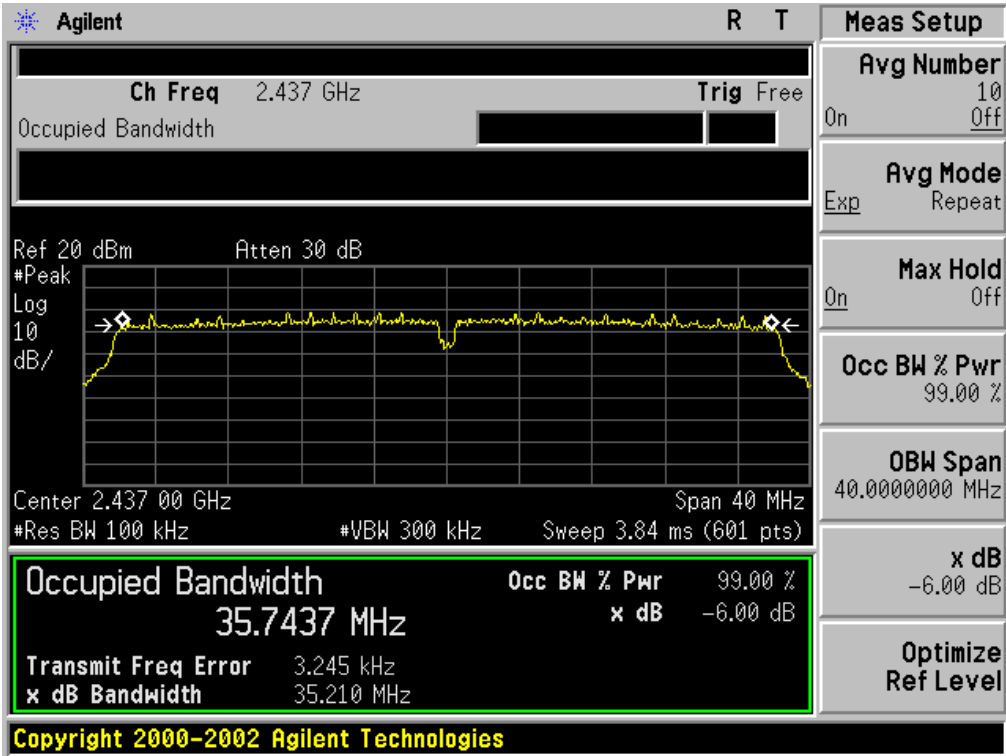 Agilent R T
Ch Freq 2.437 GHz Trig Free
Occupied Bandwidth
Ref 20 dBm Atten 30 dB
#Peak
Log
10
dB/
Center 2.437 00 GHz Span 40 MHz
#Res BW 100 kHz #VBW 300 kHz Sweep 3.84 ms (601 pts)
Occupied Bandwidth Occ BW % Pwr 99.00 %
35.7437 MHz x dB -6.00 dB
Transmit Freq Error 3.245 kHz
x dB Bandwidth 35.210 MHz
Copyright 2000-2002 Agilent Technologies
Meas Setup
Avg Number
10
On Off
Avg Mode
Exp Repeat
Max Hold
On Off
Occ BW % Pwr
99.00 %
OBW Span
40.0000000 MHz
x dB
-6.00 dB
Optimize
Ref Level